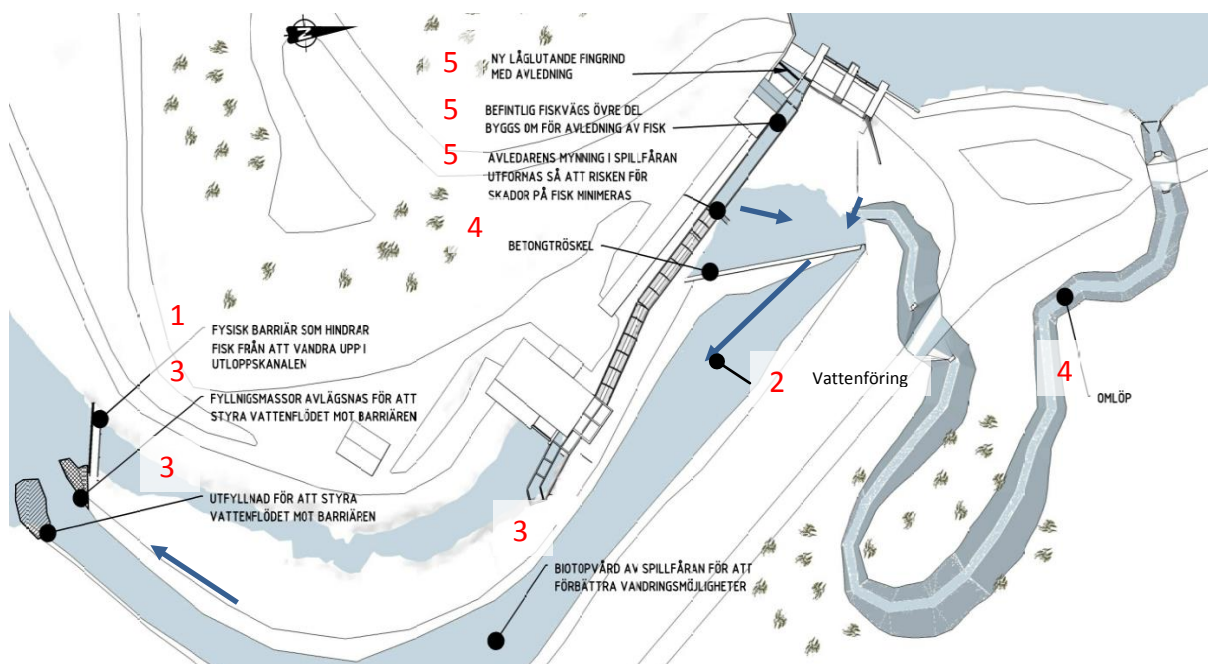 N
5
NY LÅGLUTANDE FINGRIND
MED AVLEDNING
5
BEFINTLIG FISKVÄGS ÖVRE DEL
BYGGS OM FÖR AVLEDNING AV FISK
5
AVLEDARENS MYNNING I SPILLFÅRAN
UTFORMAS SÅ ATT RISKEN FÖR
SKADOR PÅ FISK MINIMERAS
4
BETONGTRÖSKEL
1
FYSISK BARRIÄR SOM HINDRAR
FISK FRÅN ATT VANDRA UPP I
UTLOPPSKANALEN
3
FYLLNIGSMASSOR AVLÄGSNAS FÖR ATT
STYRA VATTENFLÖDET MOT BARRIÄREN
3
UTFYLLNAD FÖR ATT STYRA
VATTENFLÖDET MOT BARRIÄREN
2 Vattenföring
4
OMLÖP
3
BIOTOPVÅRD AV SPILLFÅRAN FÖR ATT
FÖRBÄTTRA VANDRINGSMÖJLIGHETER